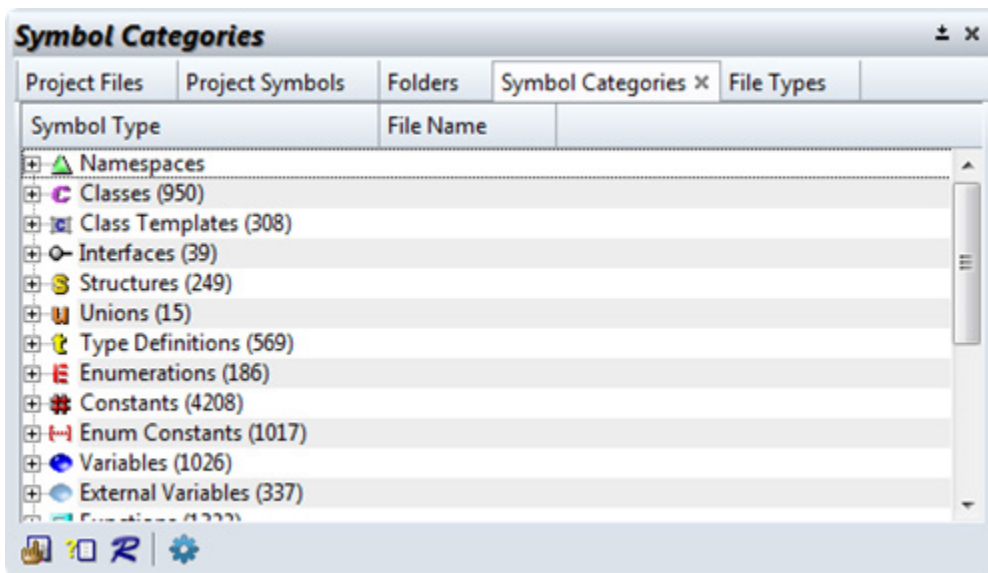 Symbol Categories
Project Files Project Symbols Folders Symbol Categories File Types
Symbol Type File Name
Namespaces
Classes (950)
Class Templates (308)
Interfaces (39)
Structures (249)
Unions (15)
Type Definitions (569)
Enumerations (186)
Constants (4208)
Enum Constants (1017)
Variables (1026)
External Variables (337)